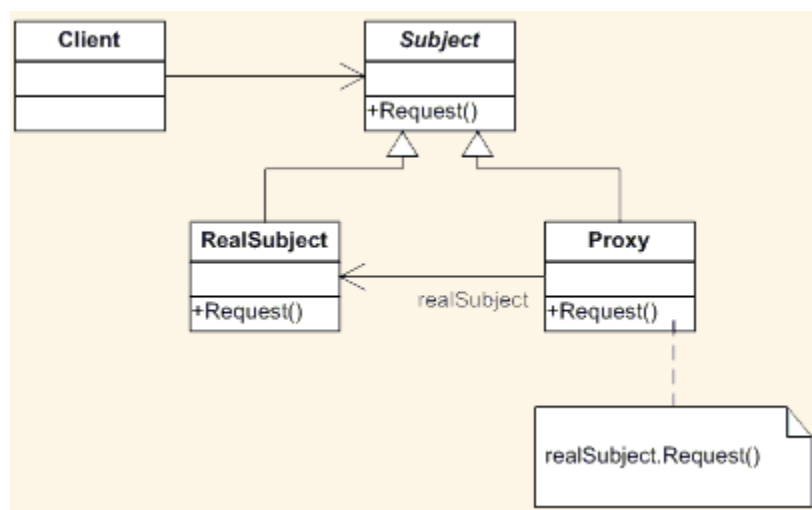 Client
Subject
+Request()
RealSubject
+Request()
realSubject
Proxy
+Request()
realSubject.Request()